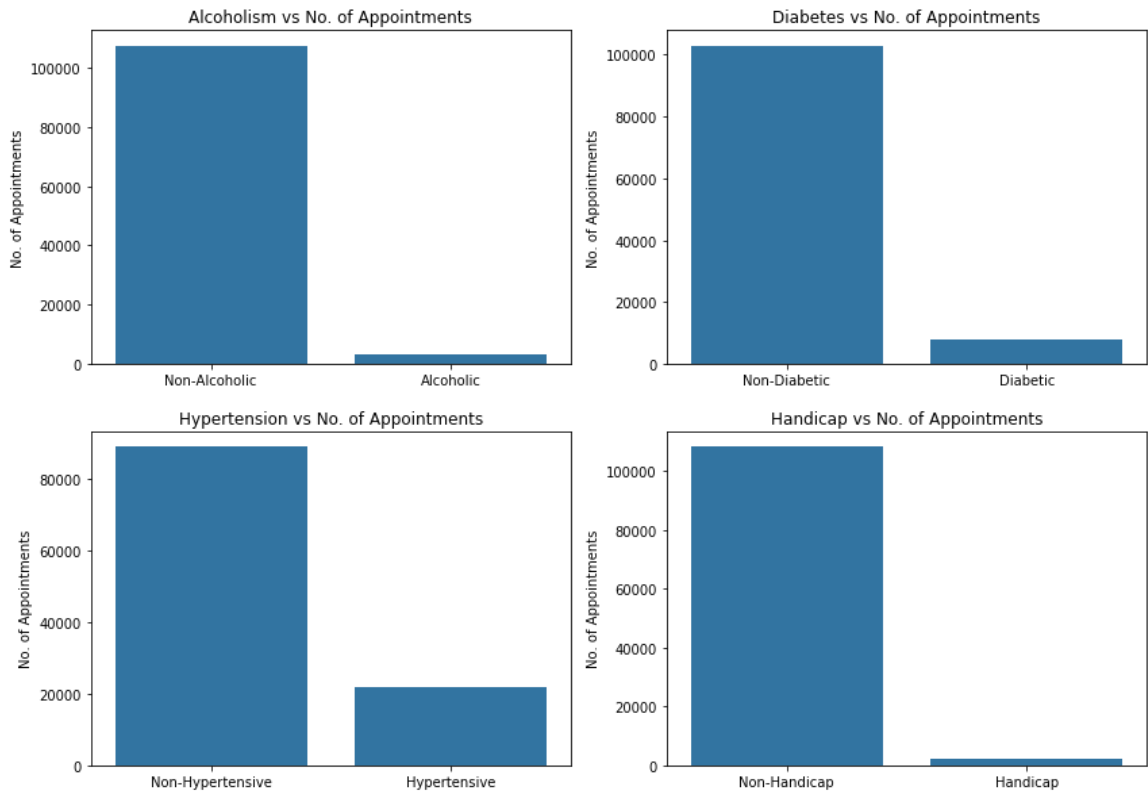 Alcoholism vs No. of Appointments
No. of Appointments
100000
80000
60000
40000
20000
0
Non-Alcoholic Alcoholic
Diabetes vs No. of Appointments
No. of Appointments
100000
80000
60000
40000
20000
0
Non-Diabetic Diabetic
Hypertension vs No. of Appointments
No. of Appointments
80000
60000
40000
20000
0
Non-Hypertensive Hypertensive
Handicap vs No. of Appointments
No. of Appointments
100000
80000
60000
40000
20000
0
Non-Handicap Handicap